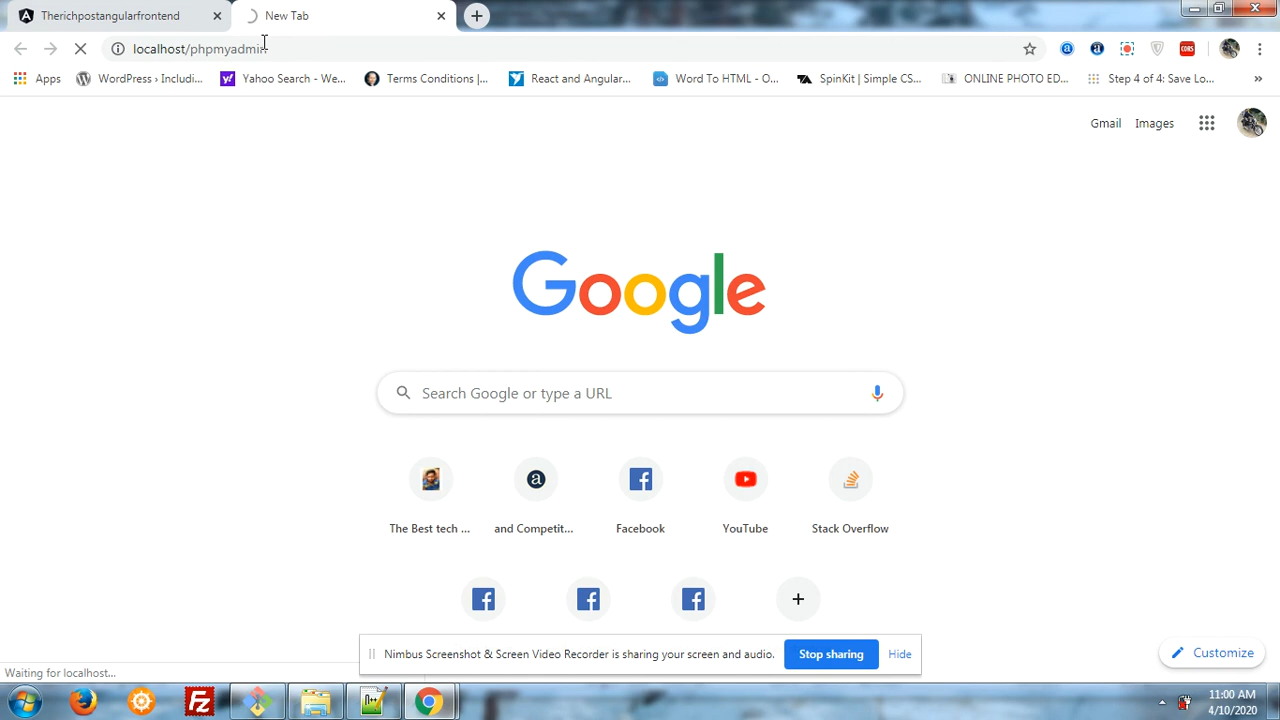 Therichpostangularfrontend
New Tab
localhost/phpmyadmin
CORS
Apps
WordPress › Includi...
Yahoo Search - We...
Terms Conditions |...
React and Angular...
Word To HTML - O...
SpinKit | Simple CS...
ONLINE PHOTO ED...
Step 4 of 4: Save Lo...
»
Gmail
Images
Google
Search Google or type a URL
The Best tech ...
and Competit...
Facebook
YouTube
Stack Overflow
Nimbus Screenshot & Screen Video Recorder is sharing your screen and audio.
Stop sharing
Hide
Customize
Waiting for localhost...
11:00 AM
4/10/2020